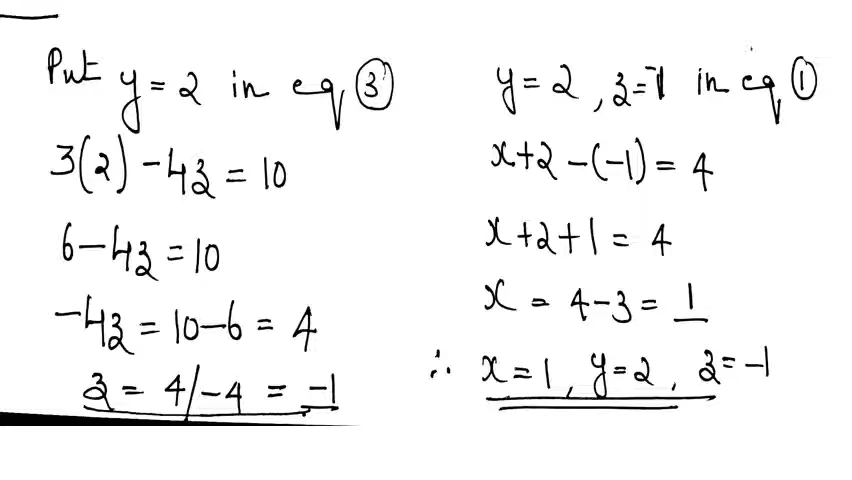 Put y = 2 in eq ③
3(2) - 4z = 10
6 - 4z = 10
-4z = 10 - 6 = 4
z = 4/-4 = -1
y = 2, z = -1 in eq ①
x + 2 - (-1) = 4
x + 2 + 1 = 4
x = 4 - 3 = 1
∴ x = 1, y = 2, z = -1